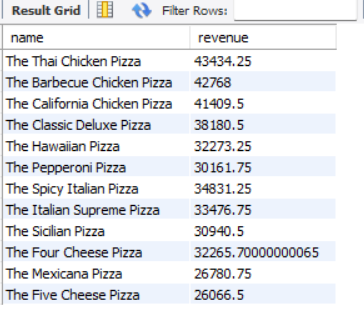 Result Grid Filter Rows:
name revenue
The Thai Chicken Pizza 43434.25
The Barbecue Chicken Pizza 42768
The California Chicken Pizza 41409.5
The Classic Deluxe Pizza 38180.5
The Hawaiian Pizza 32273.25
The Pepperoni Pizza 30161.75
The Spicy Italian Pizza 34831.25
The Italian Supreme Pizza 33476.75
The Sicilian Pizza 30940.5
The Four Cheese Pizza 32265.70000000065
The Mexicana Pizza 26780.75
The Five Cheese Pizza 26066.5